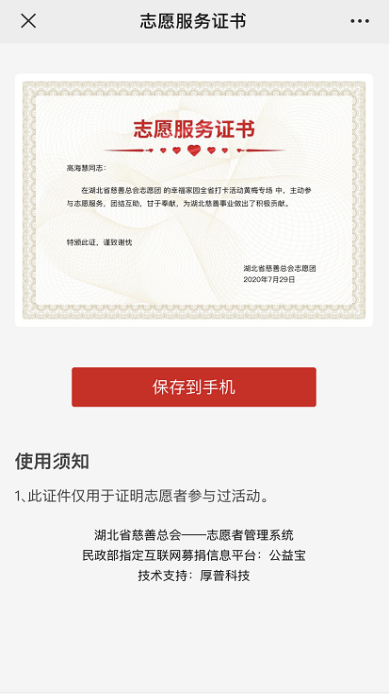 志愿服务证书
志愿服务证书
高海慧同志：
在湖北省慈善总会志愿团 的幸福家园全省打卡活动黄梅专场 中，主动参
与志愿服务，团结互助，甘于奉献，为湖北慈善事业做出了积极贡献。
特颁此证，谨致谢忱
湖北省慈善总会志愿团
2020年7月29日
保存到手机
使用须知
1、此证件仅用于证明志愿者参与过活动。
湖北省慈善总会——志愿者管理系统
民政部指定互联网募捐信息平台：公益宝
技术支持：厚普科技